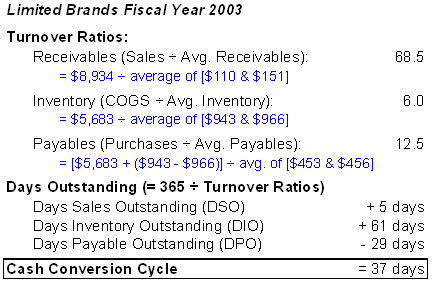 Limited Brands Fiscal Year 2003
Turnover Ratios:
Receivables (Sales ÷ Avg. Receivables): 68.5
= $8,934 ÷ average of [$110 & $151]
Inventory (COGS ÷ Avg. Inventory): 6.0
= $5,683 ÷ average of [$943 & $966]
Payables (Purchases ÷ Avg. Payables): 12.5
= [$5,683 + ($943 - $966)] ÷ avg. of [$453 & $456]
Days Outstanding (= 365 ÷ Turnover Ratios)
Days Sales Outstanding (DSO) + 5 days
Days Inventory Outstanding (DIO) + 61 days
Days Payable Outstanding (DPO) - 29 days
Cash Conversion Cycle = 37 days